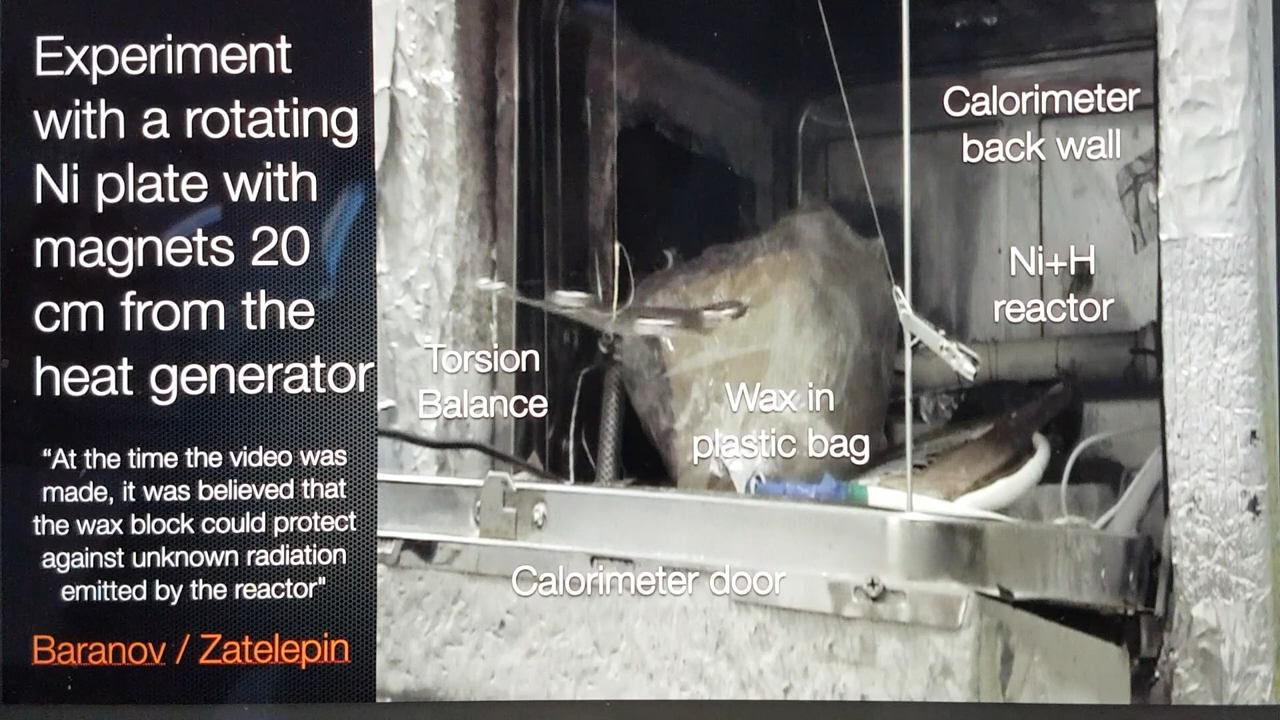 Experiment
with a rotating
Ni plate with
magnets 20
cm from the
heat generator
“At the time the video was
made, it was believed that
the wax block could protect
against unknown radiation
emitted by the reactor"
Baranov / Zatelepin
Calorimeter
back wall
Ni+H
reactor
Torsion
Balance
Wax in
plastic bag
Calorimeter door